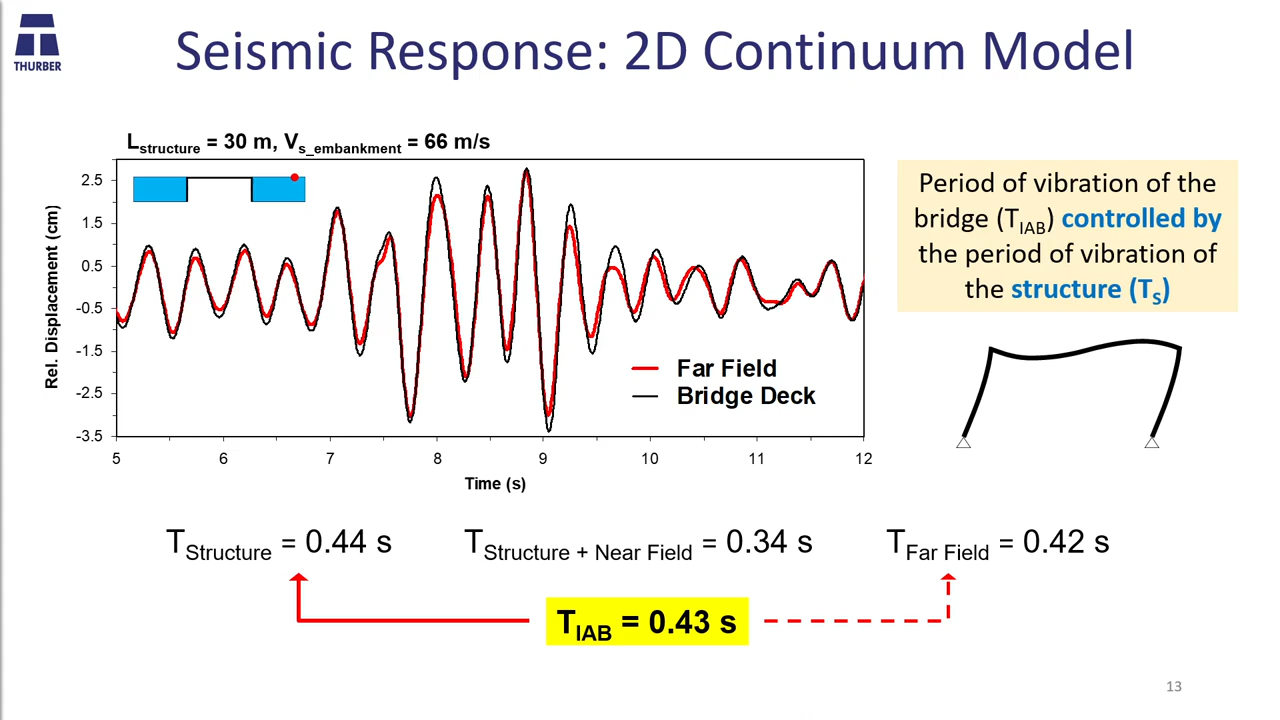 THURBER
Seismic Response: 2D Continuum Model
Lstructure = 30 m, Vs_embankment = 66 m/s
2.5
1.5
0.5
-0.5
-1.5
-2.5
-3.5
Rel. Displacement (cm)
Far Field
Bridge Deck
5 6 7 8 9 10 11 12
Time (s)
Period of vibration of the
bridge (TIAB) controlled by
the period of vibration of
the structure (TS)
TStructure = 0.44 s
TStructure + Near Field = 0.34 s
TFar Field = 0.42 s
TIAB = 0.43 s
13